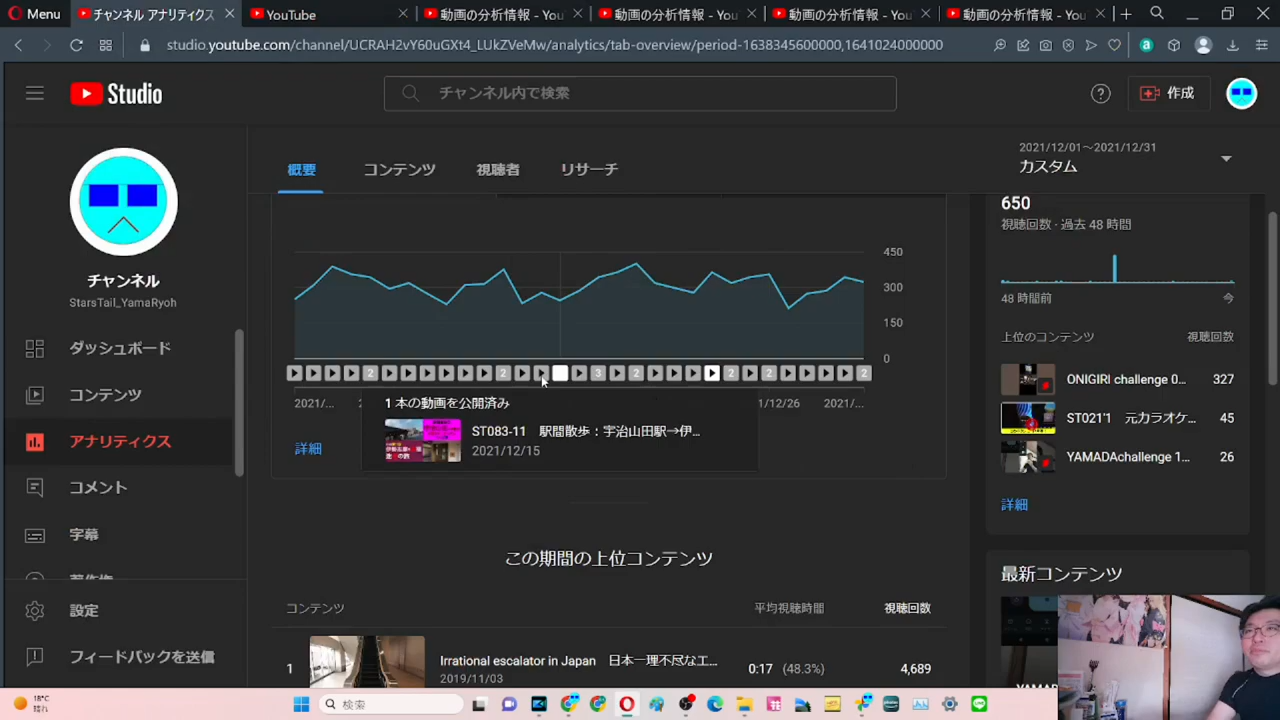 Menu
チャンネル アナリティクス
YouTube
動画の分析情報 - You
動画の分析情報 - You
動画の分析情報 - You
動画の分析情報 - You
studio.youtube.com/channel/UCRAH2vY60uGXt4_LUkZVeMw/analytics/tab-overview/period-1638345600000,1641024000000
Studio
チャンネル内で検索
作成
チャンネル
StarsTail_YamaRyoh
ダッシュボード
コンテンツ
アナリティクス
コメント
字幕
著作権
設定
フィードバックを送信
概要
コンテンツ
視聴者
リサーチ
2021/12/01～2021/12/31
カスタム
450
300
150
0
2 2 3 2 2 2 2
2021/...
1/12/26
2021/...
1 本の動画を公開済み
ST083-11 駅間散歩：宇治山田駅→伊...
2021/12/15
詳細
この期間の上位コンテンツ
コンテンツ
平均視聴時間
視聴回数
1
Irrational escalator in Japan 日本一理不尽なエ...
2019/11/03
0:17 (48.3%)
4,689
650
視聴回数 · 過去 48 時間
48 時間前
今
上位のコンテンツ
視聴回数
ONIGIRI challenge 0...
327
ST021'1 元カラオケ...
45
YAMADAchallenge 1...
26
詳細
最新コンテンツ
18°C
晴れ
検索